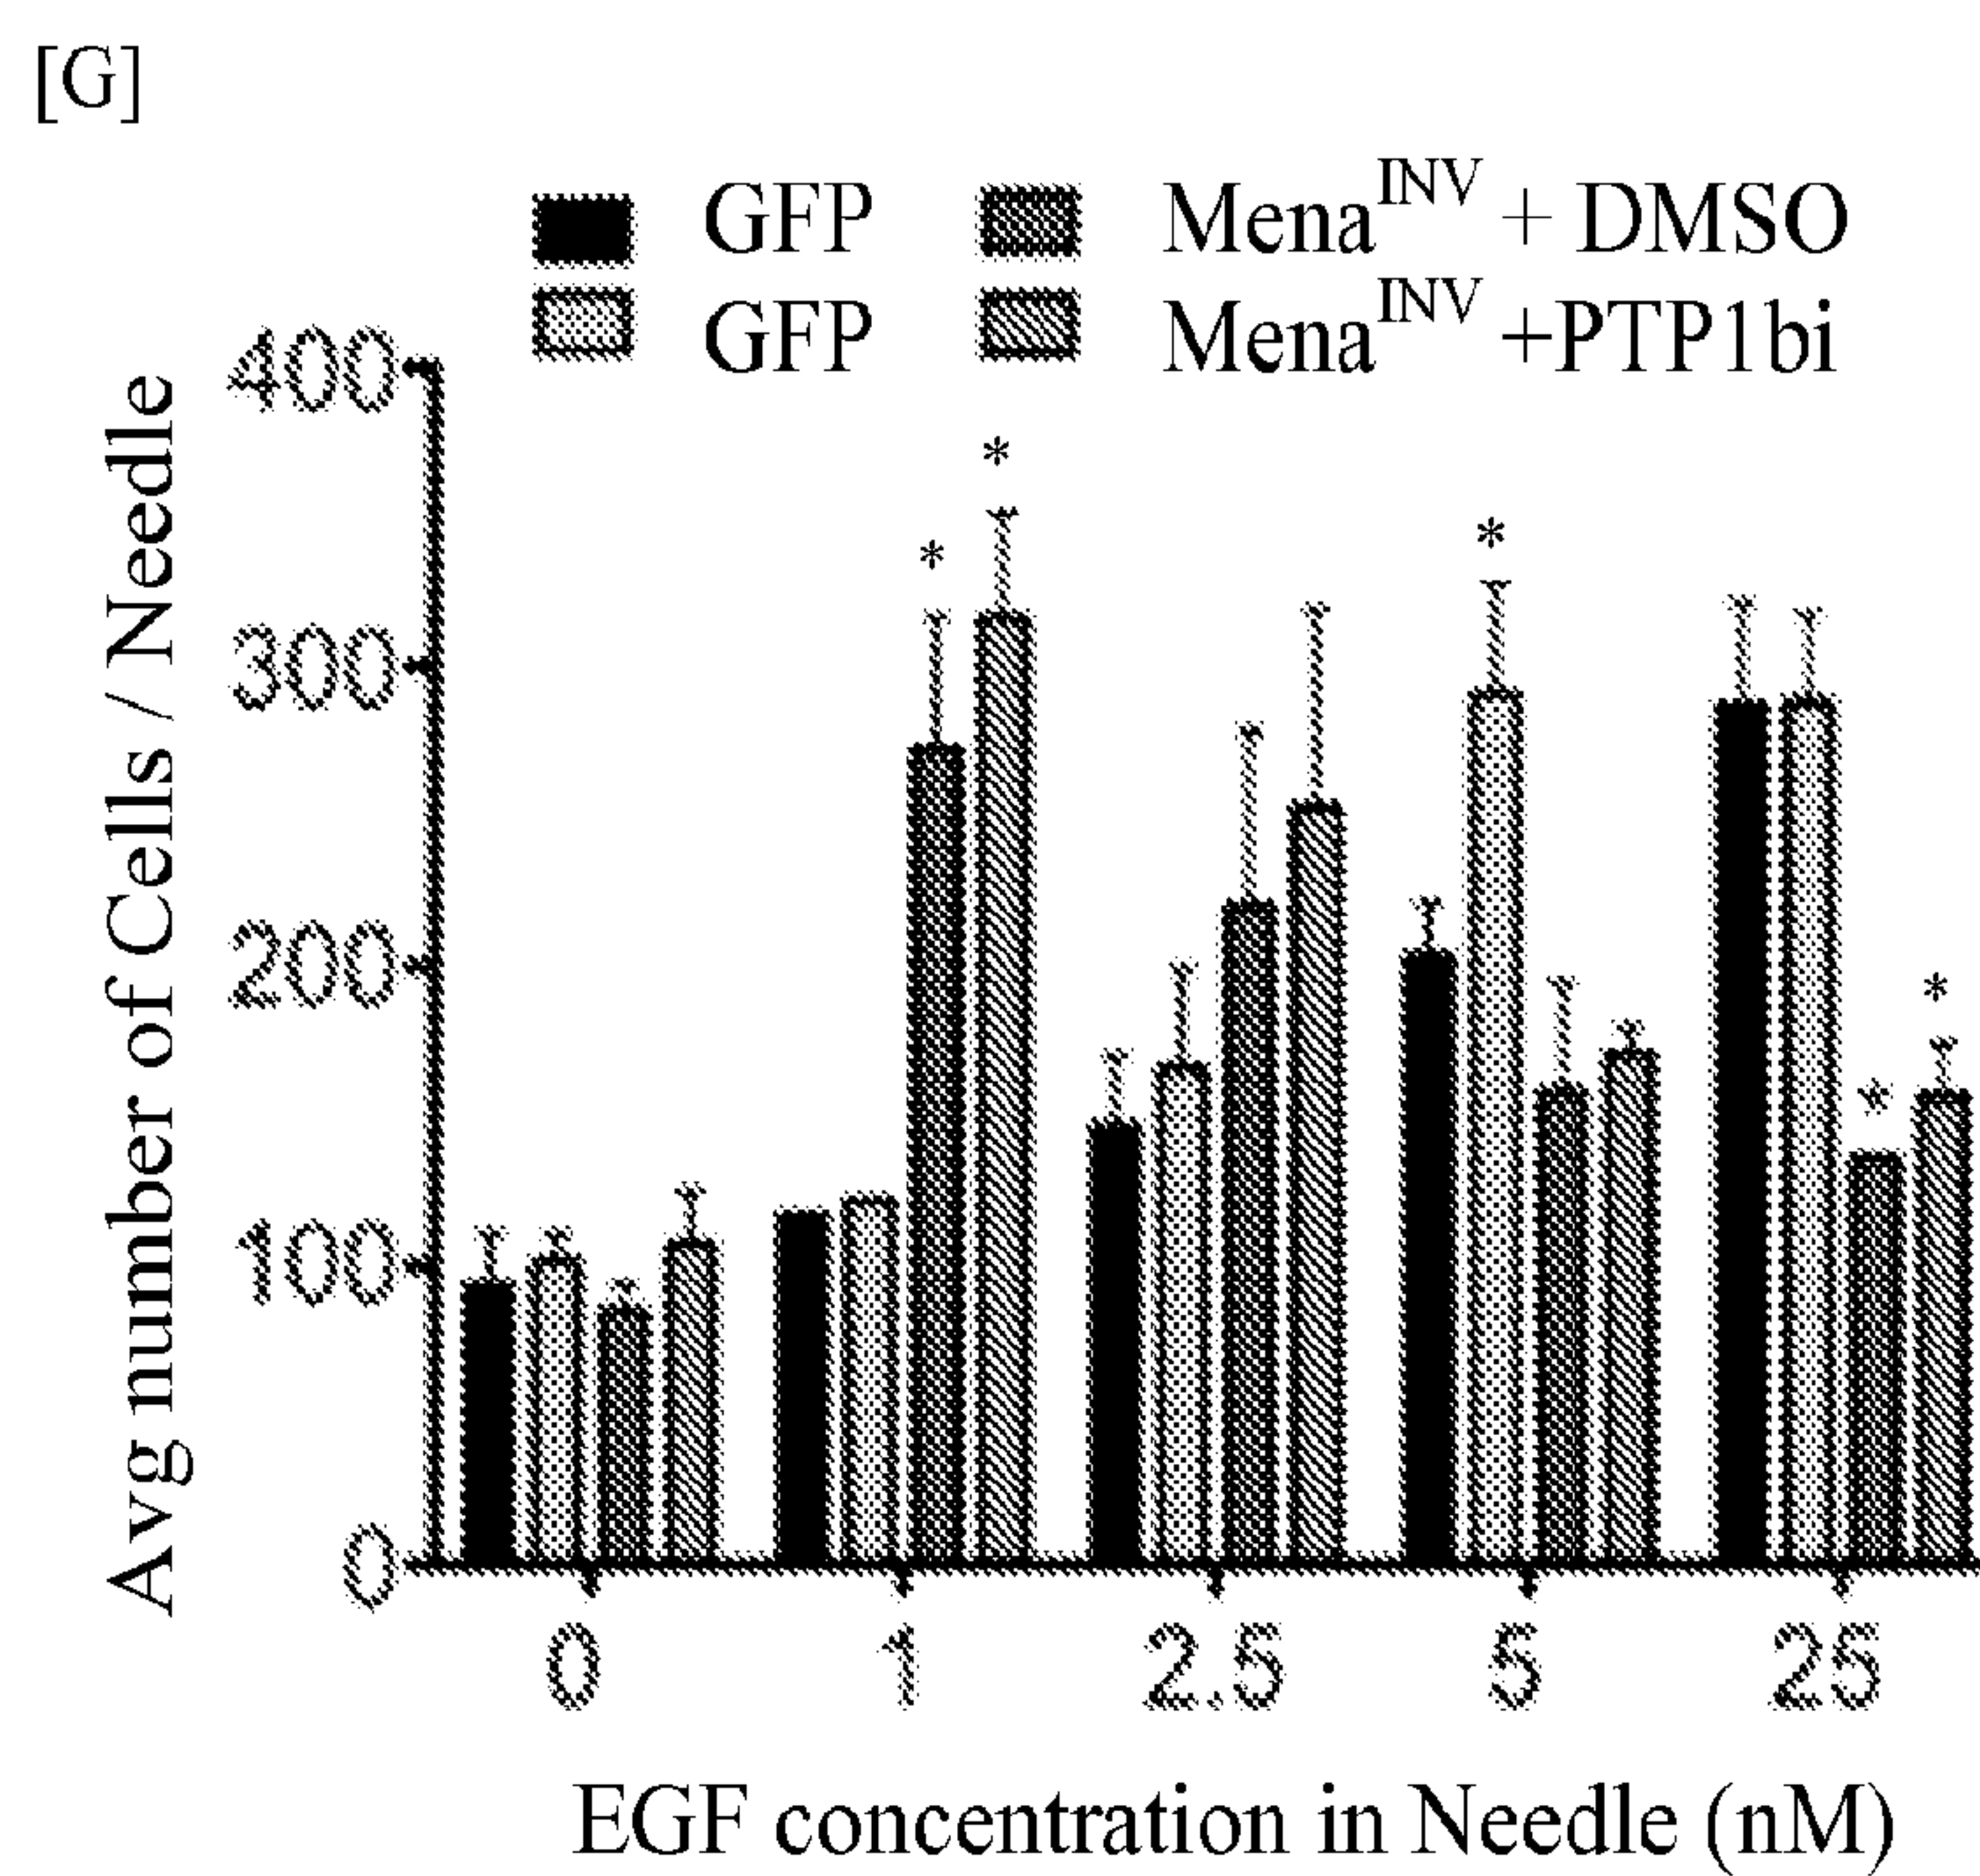 [G]
GFP Mena^INV + DMSO
GFP Mena^INV +PTP1bi
Avg number of Cells / Needle
400
300
200
100
0
* * * * *
0 1 2.5 5 25
EGF concentration in Needle (nM)